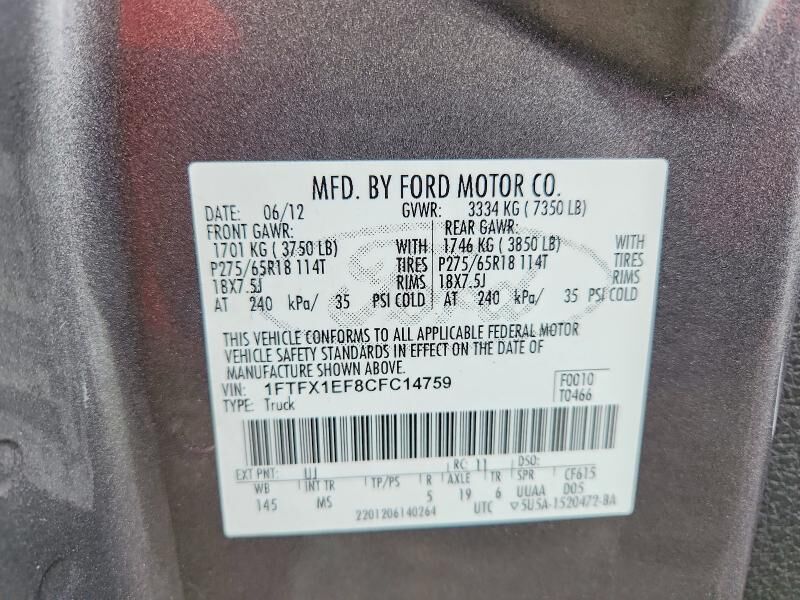 MFD. BY FORD MOTOR CO.
DATE: 06/12 GVWR: 3334 KG ( 7350 LB)
FRONT GAWR: REAR GAWR:
1701 KG ( 3750 LB) WITH 1746 KG ( 3850 LB) WITH
P275/65R18 114T TIRES P275/65R18 114T TIRES
18X7.5J RIMS 18X7.5J RIMS
AT 240 kPa/ 35 PSI COLD AT 240 kPa/ 35 PSI COLD
THIS VEHICLE CONFORMS TO ALL APPLICABLE FEDERAL MOTOR
VEHICLE SAFETY STANDARDS IN EFFECT ON THE DATE OF
MANUFACTURE SHOWN ABOVE.
VIN: 1FTFX1EF8CFC14759 F0010
TYPE: Truck T0466
EXT PNT: UJ RC: 11 DSO:
WB INT TR TP/PS R AXLE TR SPR CF615
145 MS 5 19 6 UUAA D05
2201206140264 UTC ▽5U5A-1520472-BA
Ford